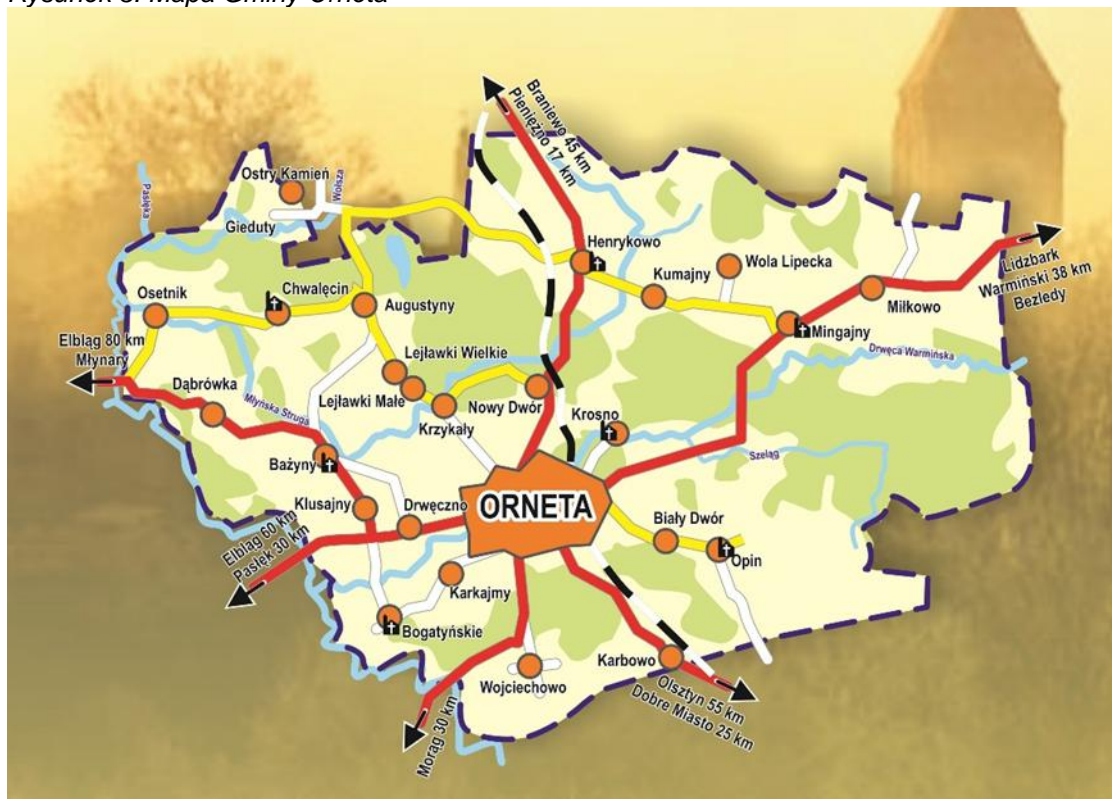 Rysunek 3. Mapa Gminy Orneta
Braniewo 45 km
Pieniężno 17 km
Ostry Kamień
Wołsza
Pasłęka
Gieduty
Henrykowo
Wola Lipecka
Lidzbark
Warmiński 38 km
Bezledy
Kumajny
Chwalęcin
Osetnik
Augustyny
Miłkowo
Mingajny
Elbląg 80 km
Młynary
Drwęca Warmińska
Lejławki Wielkie
Dąbrówka
Lejławki Małe
Nowy Dwór
Młyńska Struga
Krosno
Krzykały
Szeląg
Bażyny
Klusajny
Drwęczno
ORNETA
Biały Dwór
Elbląg 60 km
Pasłęk 30 km
Opin
Karkajmy
Bogatyńskie
Karbowo
Wojciechowo
Olsztyn 55 km
Dobre Miasto 25 km
Morąg 30 km